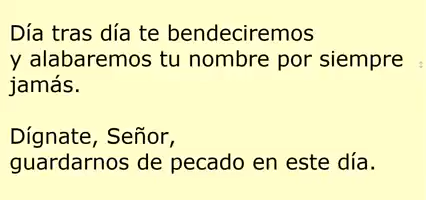 Día tras día te bendeciremos
y alabaremos tu nombre por siempre
jamás.
Dígnate, Señor,
guardarnos de pecado en este día.